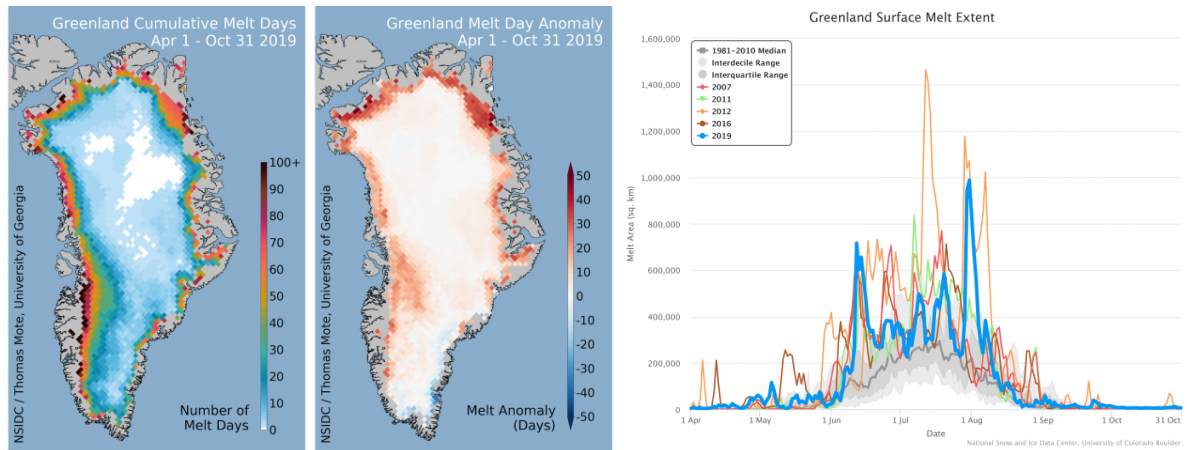 Greenland Cumulative Melt Days
Apr 1 - Oct 31 2019
NSIDC / Thomas Mote, University of Georgia
100+
90
80
70
60
50
40
30
20
10
0
Number of
Melt Days
Greenland Melt Day Anomaly
Apr 1 - Oct 31 2019
NSIDC / Thomas Mote, University of Georgia
50
40
30
20
10
0
-10
-20
-30
-40
-50
Melt Anomaly
(Days)
Greenland Surface Melt Extent
1,600,000
1,400,000
1,200,000
1,000,000
800,000
600,000
400,000
200,000
0
Melt Area (sq. km)
1981-2010 Median
Interdecile Range
Interquartile Range
2007
2011
2012
2016
2019
1 Apr
1 May
1 Jun
1 Jul
1 Aug
1 Sep
1 Oct
31 Oct
Date
National Snow and Ice Data Center, University of Colorado Boulder